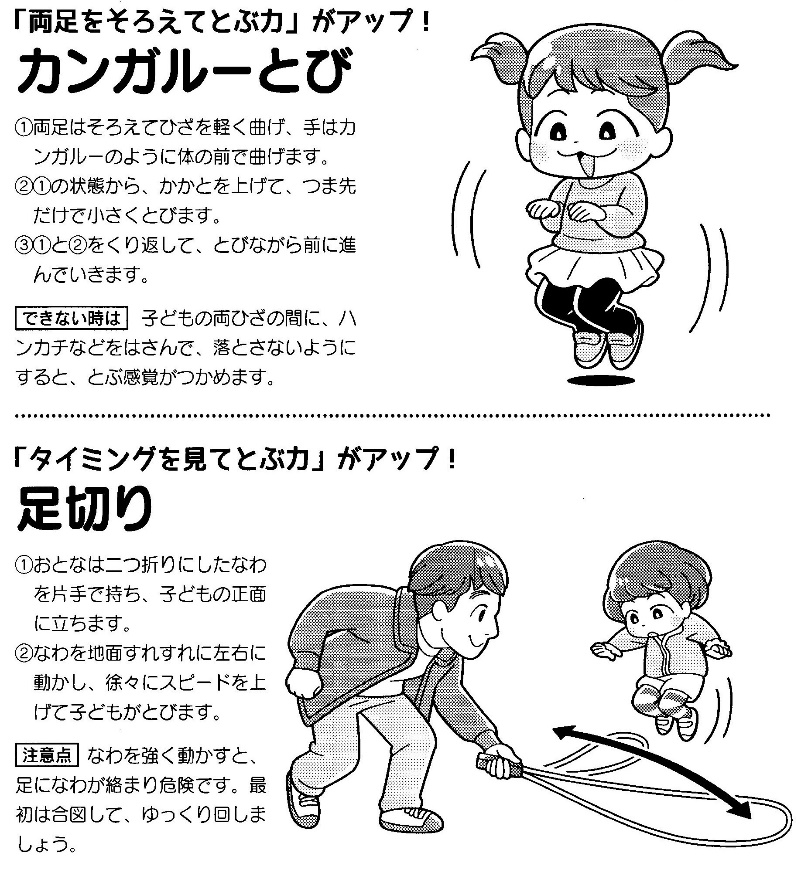 「両足をそろえてとぶ力」がアップ！
カンガルーとび
①両足はそろえてひざを軽く曲げ、手はカ
ンガルーのように体の前で曲げます。
②①の状態から、かかとを上げて、つま先
だけで小さくとびます。
③①と②をくり返して、とびながら前に進
んでいきます。
できない時は 子どもの両ひざの間に、ハ
ンカチなどをはさんで、落とさないように
すると、とぶ感覚がつかめます。
「タイミングを見てとぶ力」がアップ！
足切り
①おとなは二つ折りにしたなわ
を片手で持ち、子どもの正面
に立ちます。
②なわを地面すれすれに左右に
動かし、徐々にスピードを上
げて子どもがとびます。
注意点 なわを強く動かすと、
足になわが絡まり危険です。最
初は合図して、ゆっくり回しま
しょう。